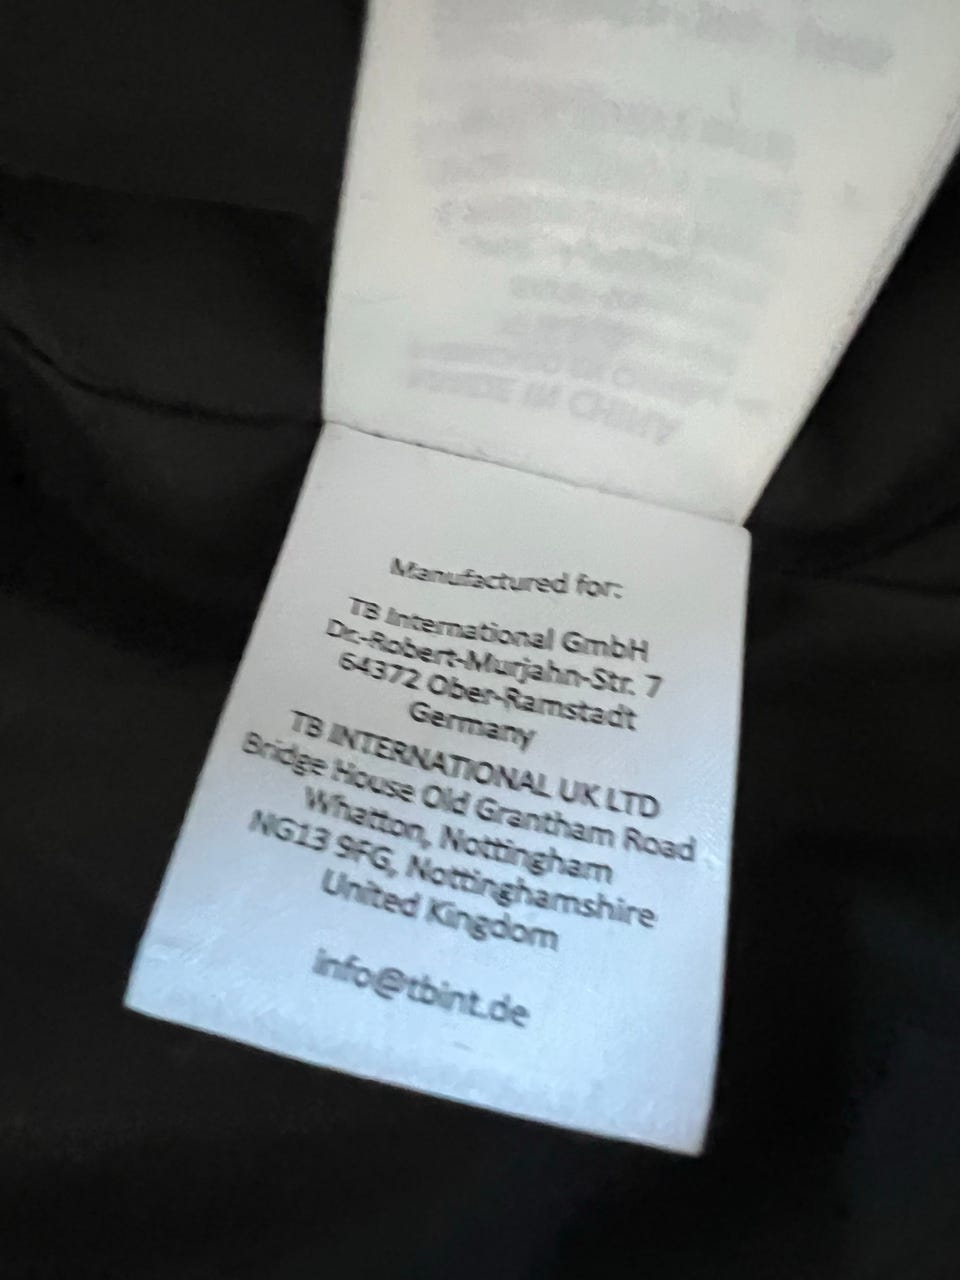 Manufactured for:
TB International GmbH
Dr.-Robert-Murjahn-Str. 7
64372 Ober-Ramstadt
Germany
TB INTERNATIONAL UK LTD
Bridge House Old Grantham Road
Whatton, Nottingham
NG13 9FG, Nottinghamshire
United Kingdom
info@tbint.de